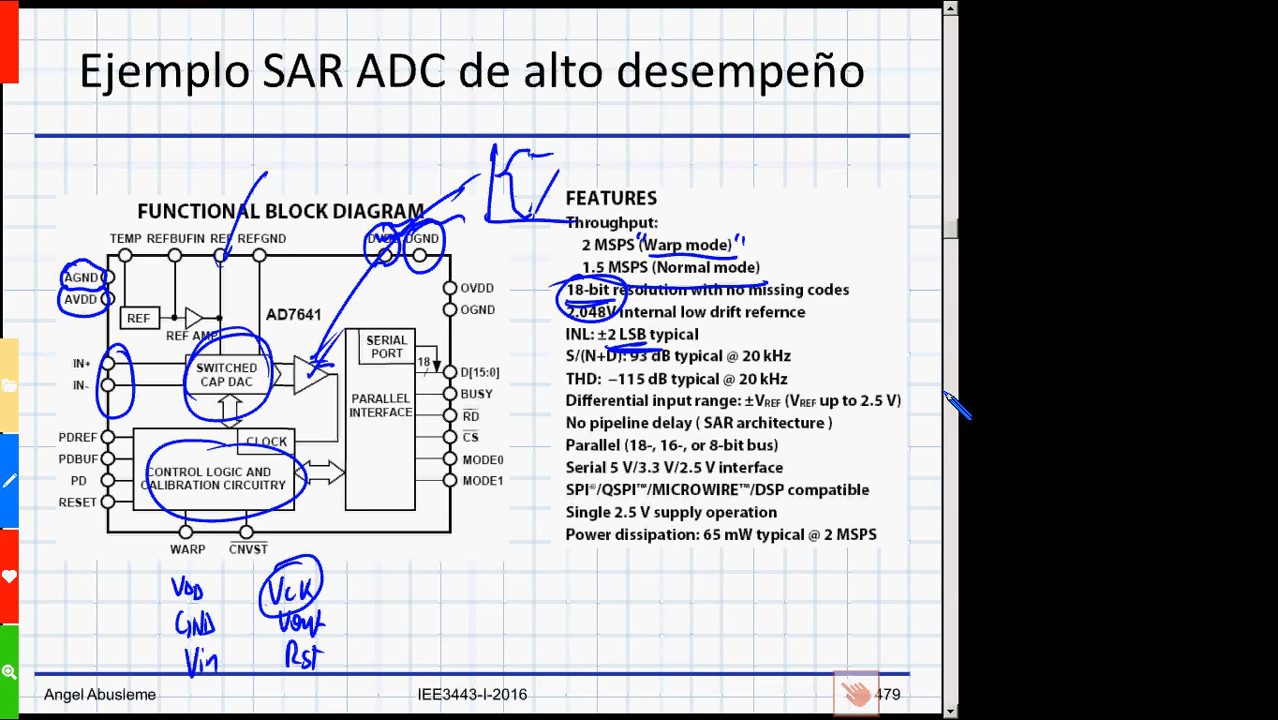 Ejemplo SAR ADC de alto desempeño
FUNCTIONAL BLOCK DIAGRAM
TEMP REFBUFIN REF REFGND DVDD DGND
AGND
AVDD
OVDD
OGND
REF
REF AMP
AD7641
IN+
IN-
SWITCHED
CAP DAC
SERIAL
PORT
18
D[15:0]
PARALLEL
INTERFACE
BUSY
RD
CS
MODE0
MODE1
PDREF
PDBUF
PD
RESET
CLOCK
CONTROL LOGIC AND
CALIBRATION CIRCUITRY
WARP CNVST
VDD VCK
GND Vout
Vin Rst
FEATURES
Throughput:
2 MSPS "(Warp mode)"
1.5 MSPS (Normal mode)
18-bit resolution with no missing codes
2.048V internal low drift refernce
INL: ±2 LSB typical
S/(N+D): 93 dB typical @ 20 kHz
THD: −115 dB typical @ 20 kHz
Differential input range: ±VREF (VREF up to 2.5 V)
No pipeline delay ( SAR architecture )
Parallel (18-, 16-, or 8-bit bus)
Serial 5 V/3.3 V/2.5 V interface
SPI®/QSPI™/MICROWIRE™/DSP compatible
Single 2.5 V supply operation
Power dissipation: 65 mW typical @ 2 MSPS
Angel Abusleme IEE3443-I-2016 479